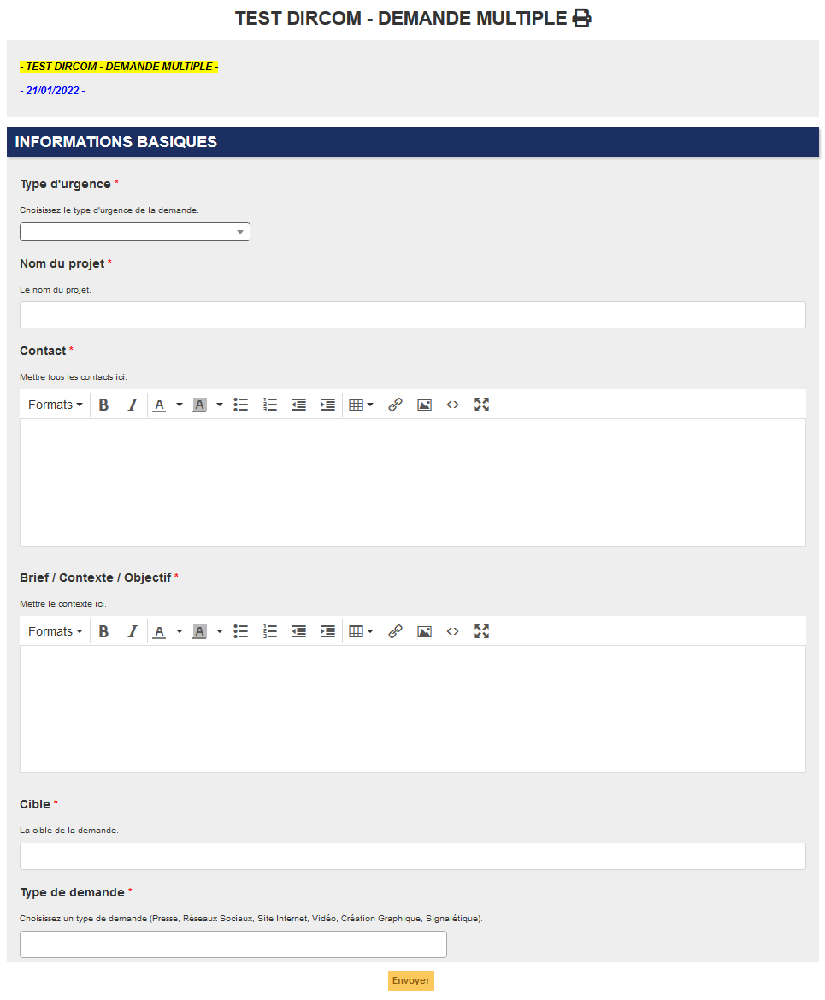 TEST DIRCOM - DEMANDE MULTIPLE
- TEST DIRCOM - DEMANDE MULTIPLE -
- 21/01/2022 -
INFORMATIONS BASIQUES
Type d'urgence *
Choisissez le type d'urgence de la demande.
-----
Nom du projet *
Le nom du projet.
Contact *
Mettre tous les contacts ici.
Formats B I A A
Brief / Contexte / Objectif *
Mettre le contexte ici.
Formats B I A A
Cible *
La cible de la demande.
Type de demande *
Choisissez un type de demande (Presse, Réseaux Sociaux, Site Internet, Vidéo, Création Graphique, Signalétique).
Envoyer